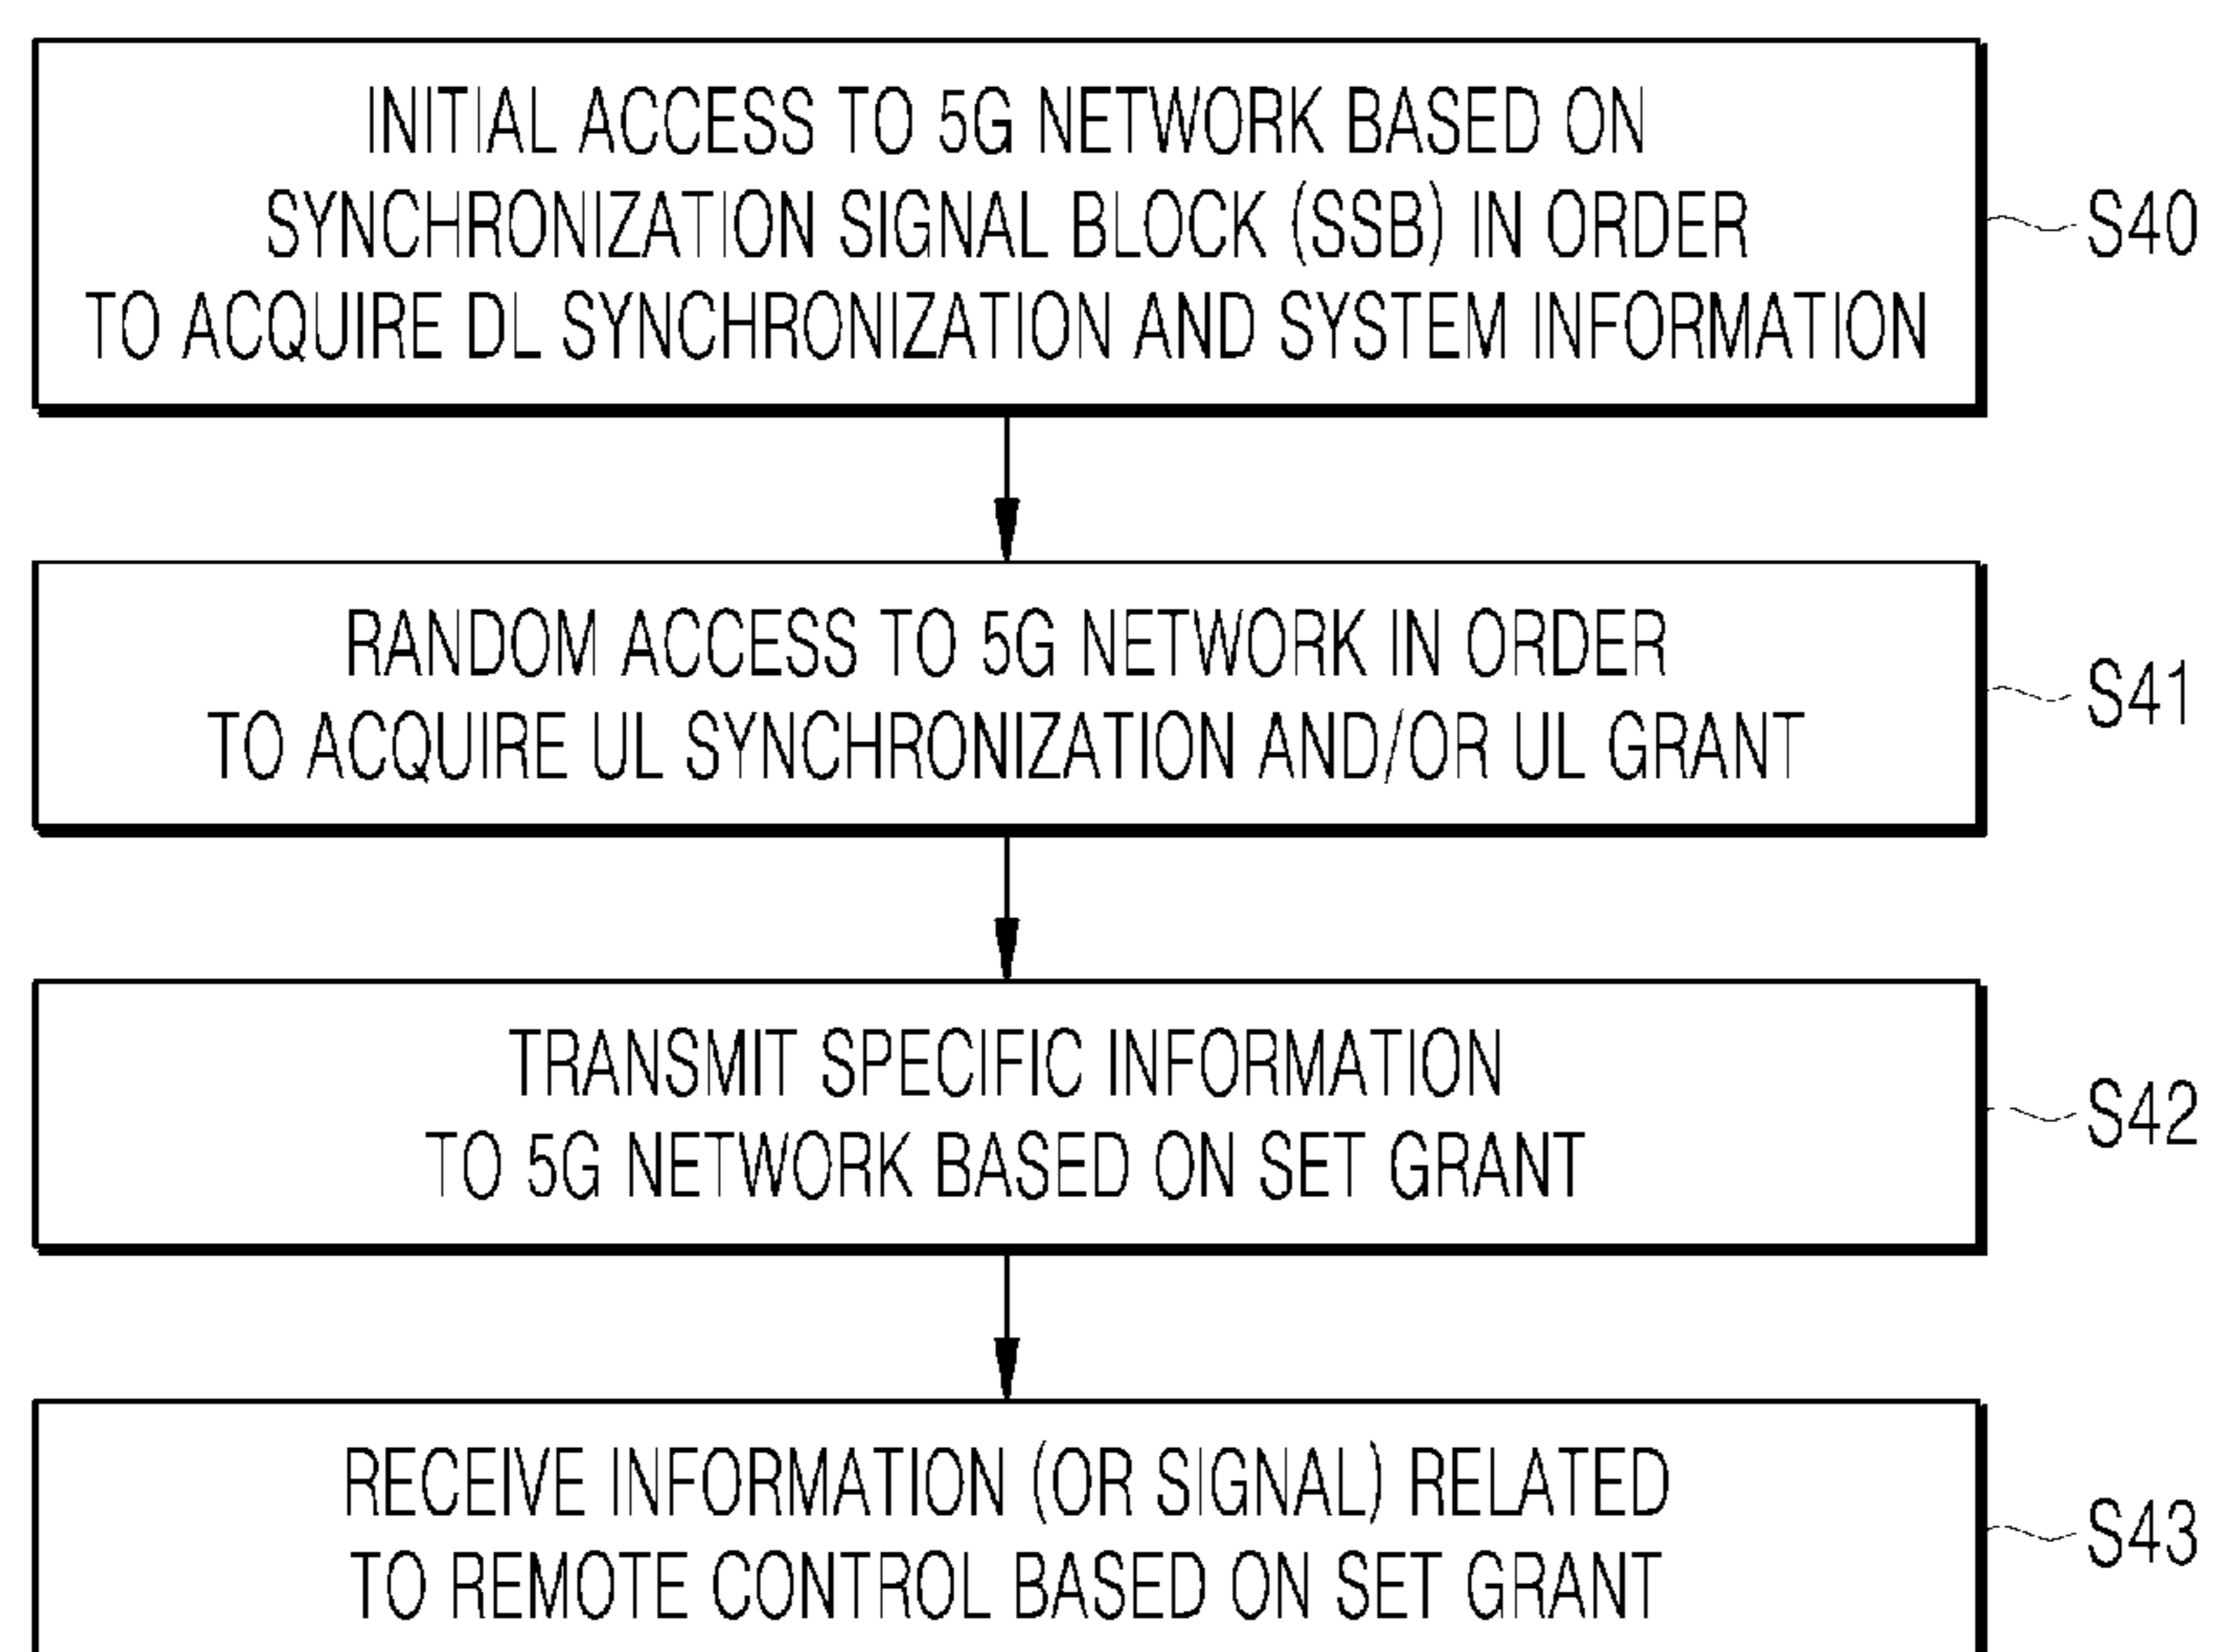 INITIAL ACCESS TO 5G NETWORK BASED ON
SYNCHRONIZATION SIGNAL BLOCK (SSB) IN ORDER
TO ACQUIRE DL SYNCHRONIZATION AND SYSTEM INFORMATION
S40
RANDOM ACCESS TO 5G NETWORK IN ORDER
TO ACQUIRE UL SYNCHRONIZATION AND/OR UL GRANT
S41
TRANSMIT SPECIFIC INFORMATION
TO 5G NETWORK BASED ON SET GRANT
S42
RECEIVE INFORMATION (OR SIGNAL) RELATED
TO REMOTE CONTROL BASED ON SET GRANT
S43